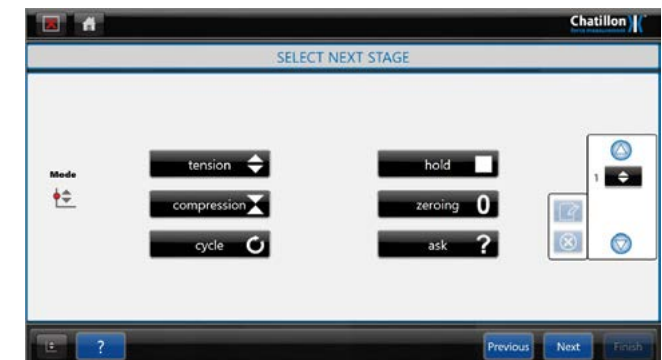 Chatillon
SELECT NEXT STAGE
tension
hold
Mode
1
compression
zeroing 0
cycle
ask ?
?
Previous
Next
Finish